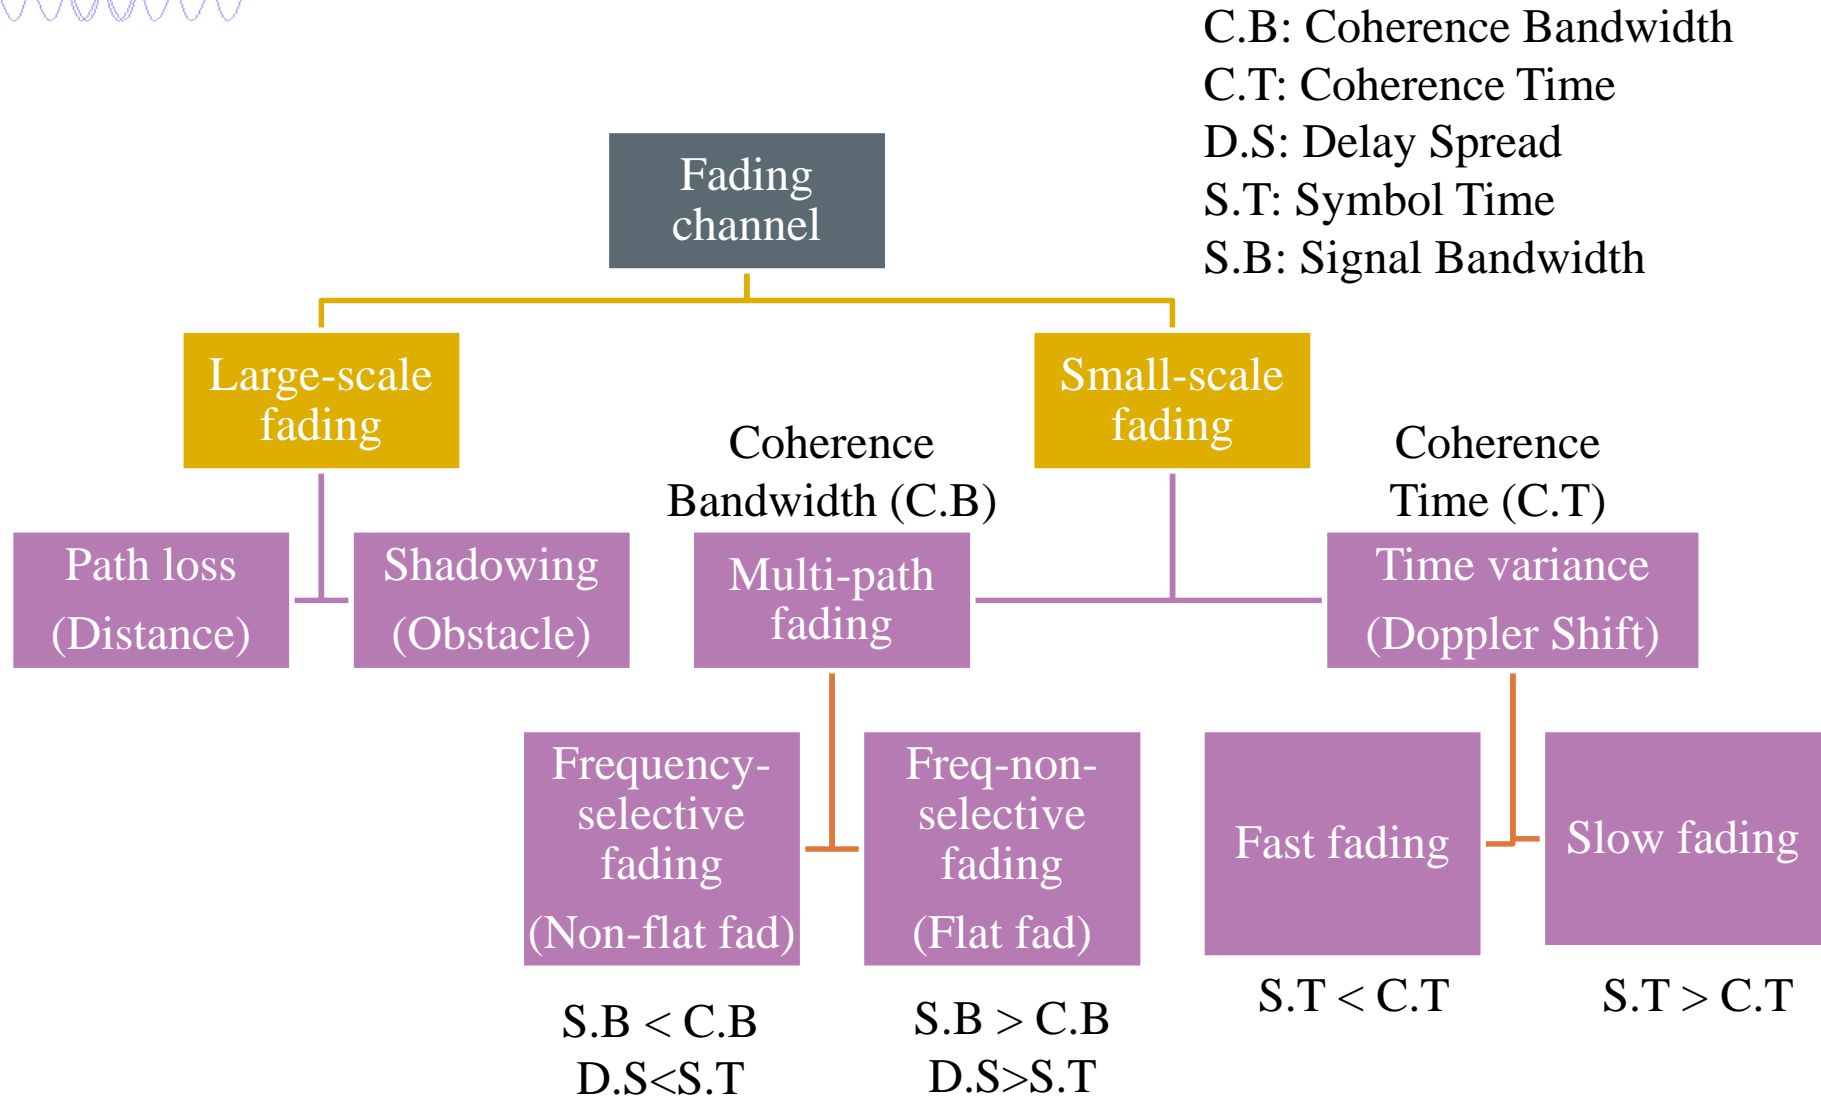 C.B: Coherence Bandwidth
C.T: Coherence Time
D.S: Delay Spread
S.T: Symbol Time
S.B: Signal Bandwidth
Fading
channel
Large-scale
fading
Small-scale
fading
Coherence
Bandwidth (C.B)
Coherence
Time (C.T)
Path loss
(Distance)
Shadowing
(Obstacle)
Multi-path
fading
Time variance
(Doppler Shift)
Frequency-
selective
fading
(Non-flat fad)
Freq-non-
selective
fading
(Flat fad)
Fast fading
Slow fading
S.B < C.B
D.S<S.T
S.B > C.B
D.S>S.T
S.T < C.T
S.T > C.T